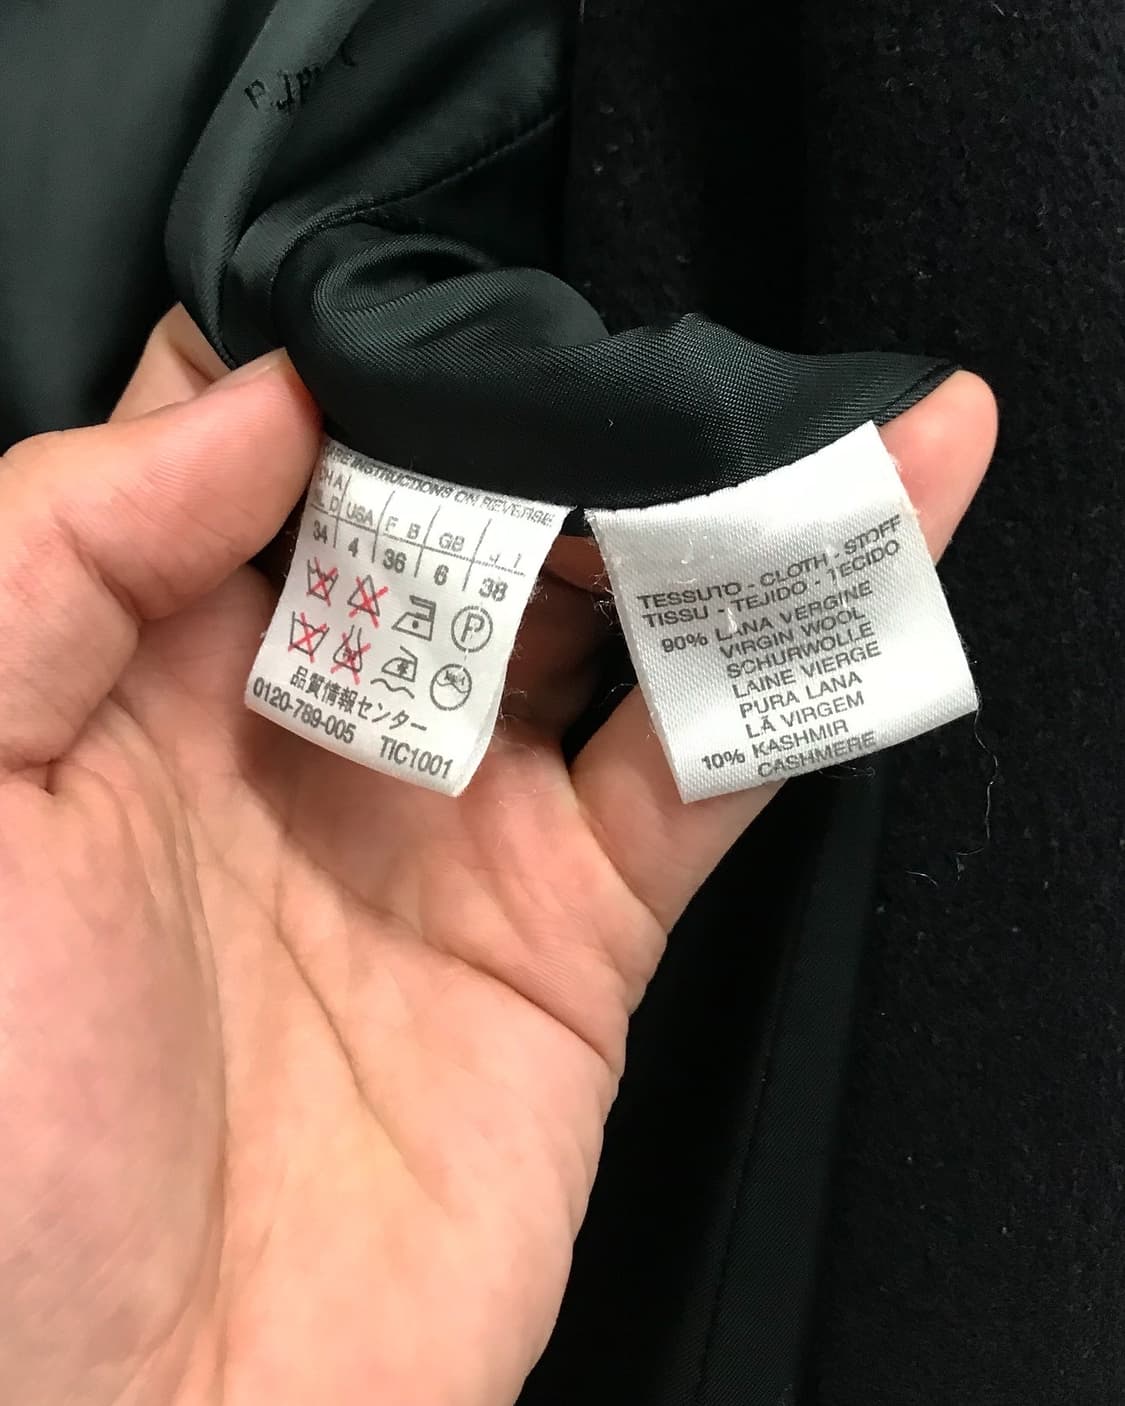 CARE INSTRUCTIONS ON REVERSE
CH A
D USA F B GB I
34 4 36 6 38
P
品質情報センター
0120-769-005 TIC1001
TESSUTO - CLOTH - STOFF
TISSU - TEJIDO - TECIDO
90% LANA VERGINE
VIRGIN WOOL
SCHURWOLLE
LAINE VIERGE
PURA LANA
LÃ VIRGEM
10% KASHMIR
CASHMERE